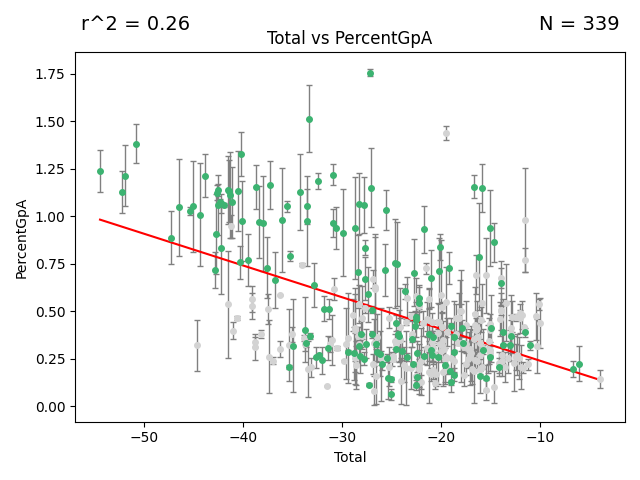 r^2 = 0.26
N = 339
Total vs PercentGpA
PercentGpA
1.75
1.50
1.25
1.00
0.75
0.50
0.25
0.00
−50
−40
−30
−20
−10
Total